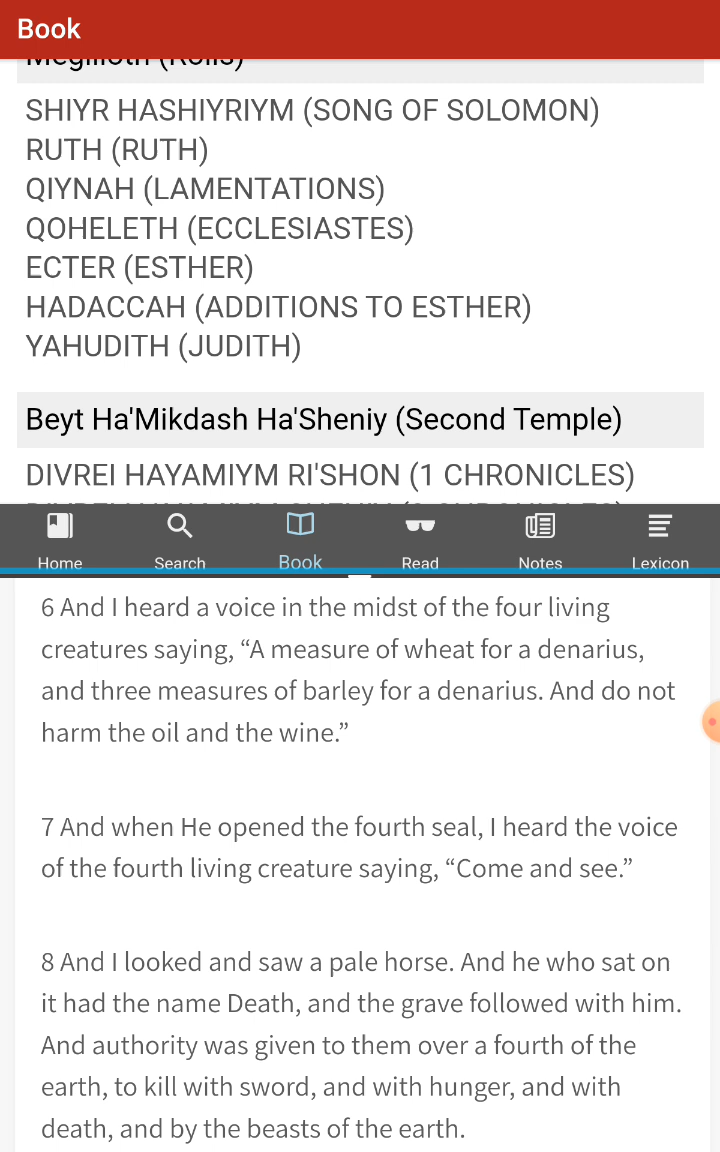 Book
Megilloth (Rolls)
SHIYR HASHIYRIYM (SONG OF SOLOMON)
RUTH (RUTH)
QIYNAH (LAMENTATIONS)
QOHELETH (ECCLESIASTES)
ECTER (ESTHER)
HADACCAH (ADDITIONS TO ESTHER)
YAHUDITH (JUDITH)
Beyt Ha'Mikdash Ha'Sheniy (Second Temple)
DIVREI HAYAMIYM RI'SHON (1 CHRONICLES)
Home Search Book Read Notes Lexicon
6 And I heard a voice in the midst of the four living
creatures saying, “A measure of wheat for a denarius,
and three measures of barley for a denarius. And do not
harm the oil and the wine.”
7 And when He opened the fourth seal, I heard the voice
of the fourth living creature saying, “Come and see.”
8 And I looked and saw a pale horse. And he who sat on
it had the name Death, and the grave followed with him.
And authority was given to them over a fourth of the
earth, to kill with sword, and with hunger, and with
death, and by the beasts of the earth.